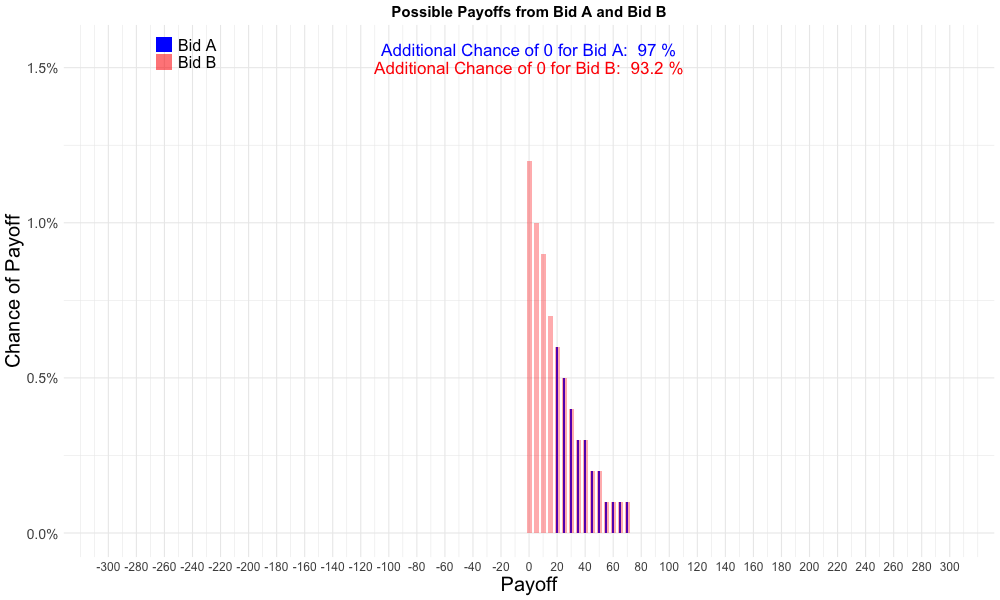 Possible Payoffs from Bid A and Bid B
Bid A
Bid B
Additional Chance of 0 for Bid A:  97 %
Additional Chance of 0 for Bid B:  93.2 %
Chance of Payoff
1.5%
1.0%
0.5%
0.0%
-300 -280 -260 -240 -220 -200 -180 -160 -140 -120 -100 -80 -60 -40 -20 0 20 40 60 80 100 120 140 160 180 200 220 240 260 280 300
Payoff